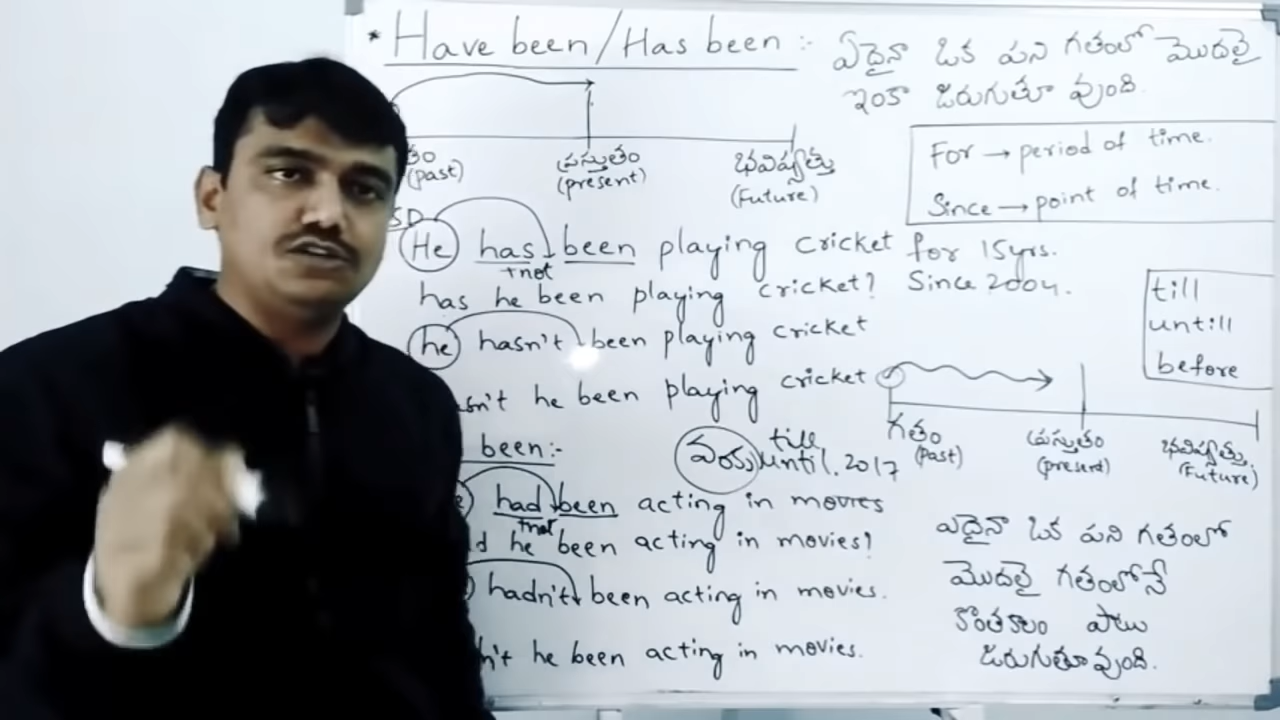 * Have been / Has been :- ఏదైనా ఒక పని గతంలో మొదలై
ఇంకా జరుగుతూ వుంది.
(past)
ప్రస్తుతం
(present)
భవిష్యత్తు
(Future)
For → period of time.
Since → point of time.
He has been playing cricket for 15yrs.
+not
has he been playing cricket? Since 2004.
he hasn't been playing cricket
he been playing cricket
till
until
before
గతం
(past)
ప్రస్తుతం
(present)
భవిష్యత్తు
(Future)
been:-
వరకు till
until. 2017
had been acting in movies
+not
he been acting in movies?
hadn't been acting in movies.
he been acting in movies.
ఏదైనా ఒక పని గతంలో
మొదలై గతంలోనే
కొంతకాలం పాటు
జరుగుతూ వుంది.